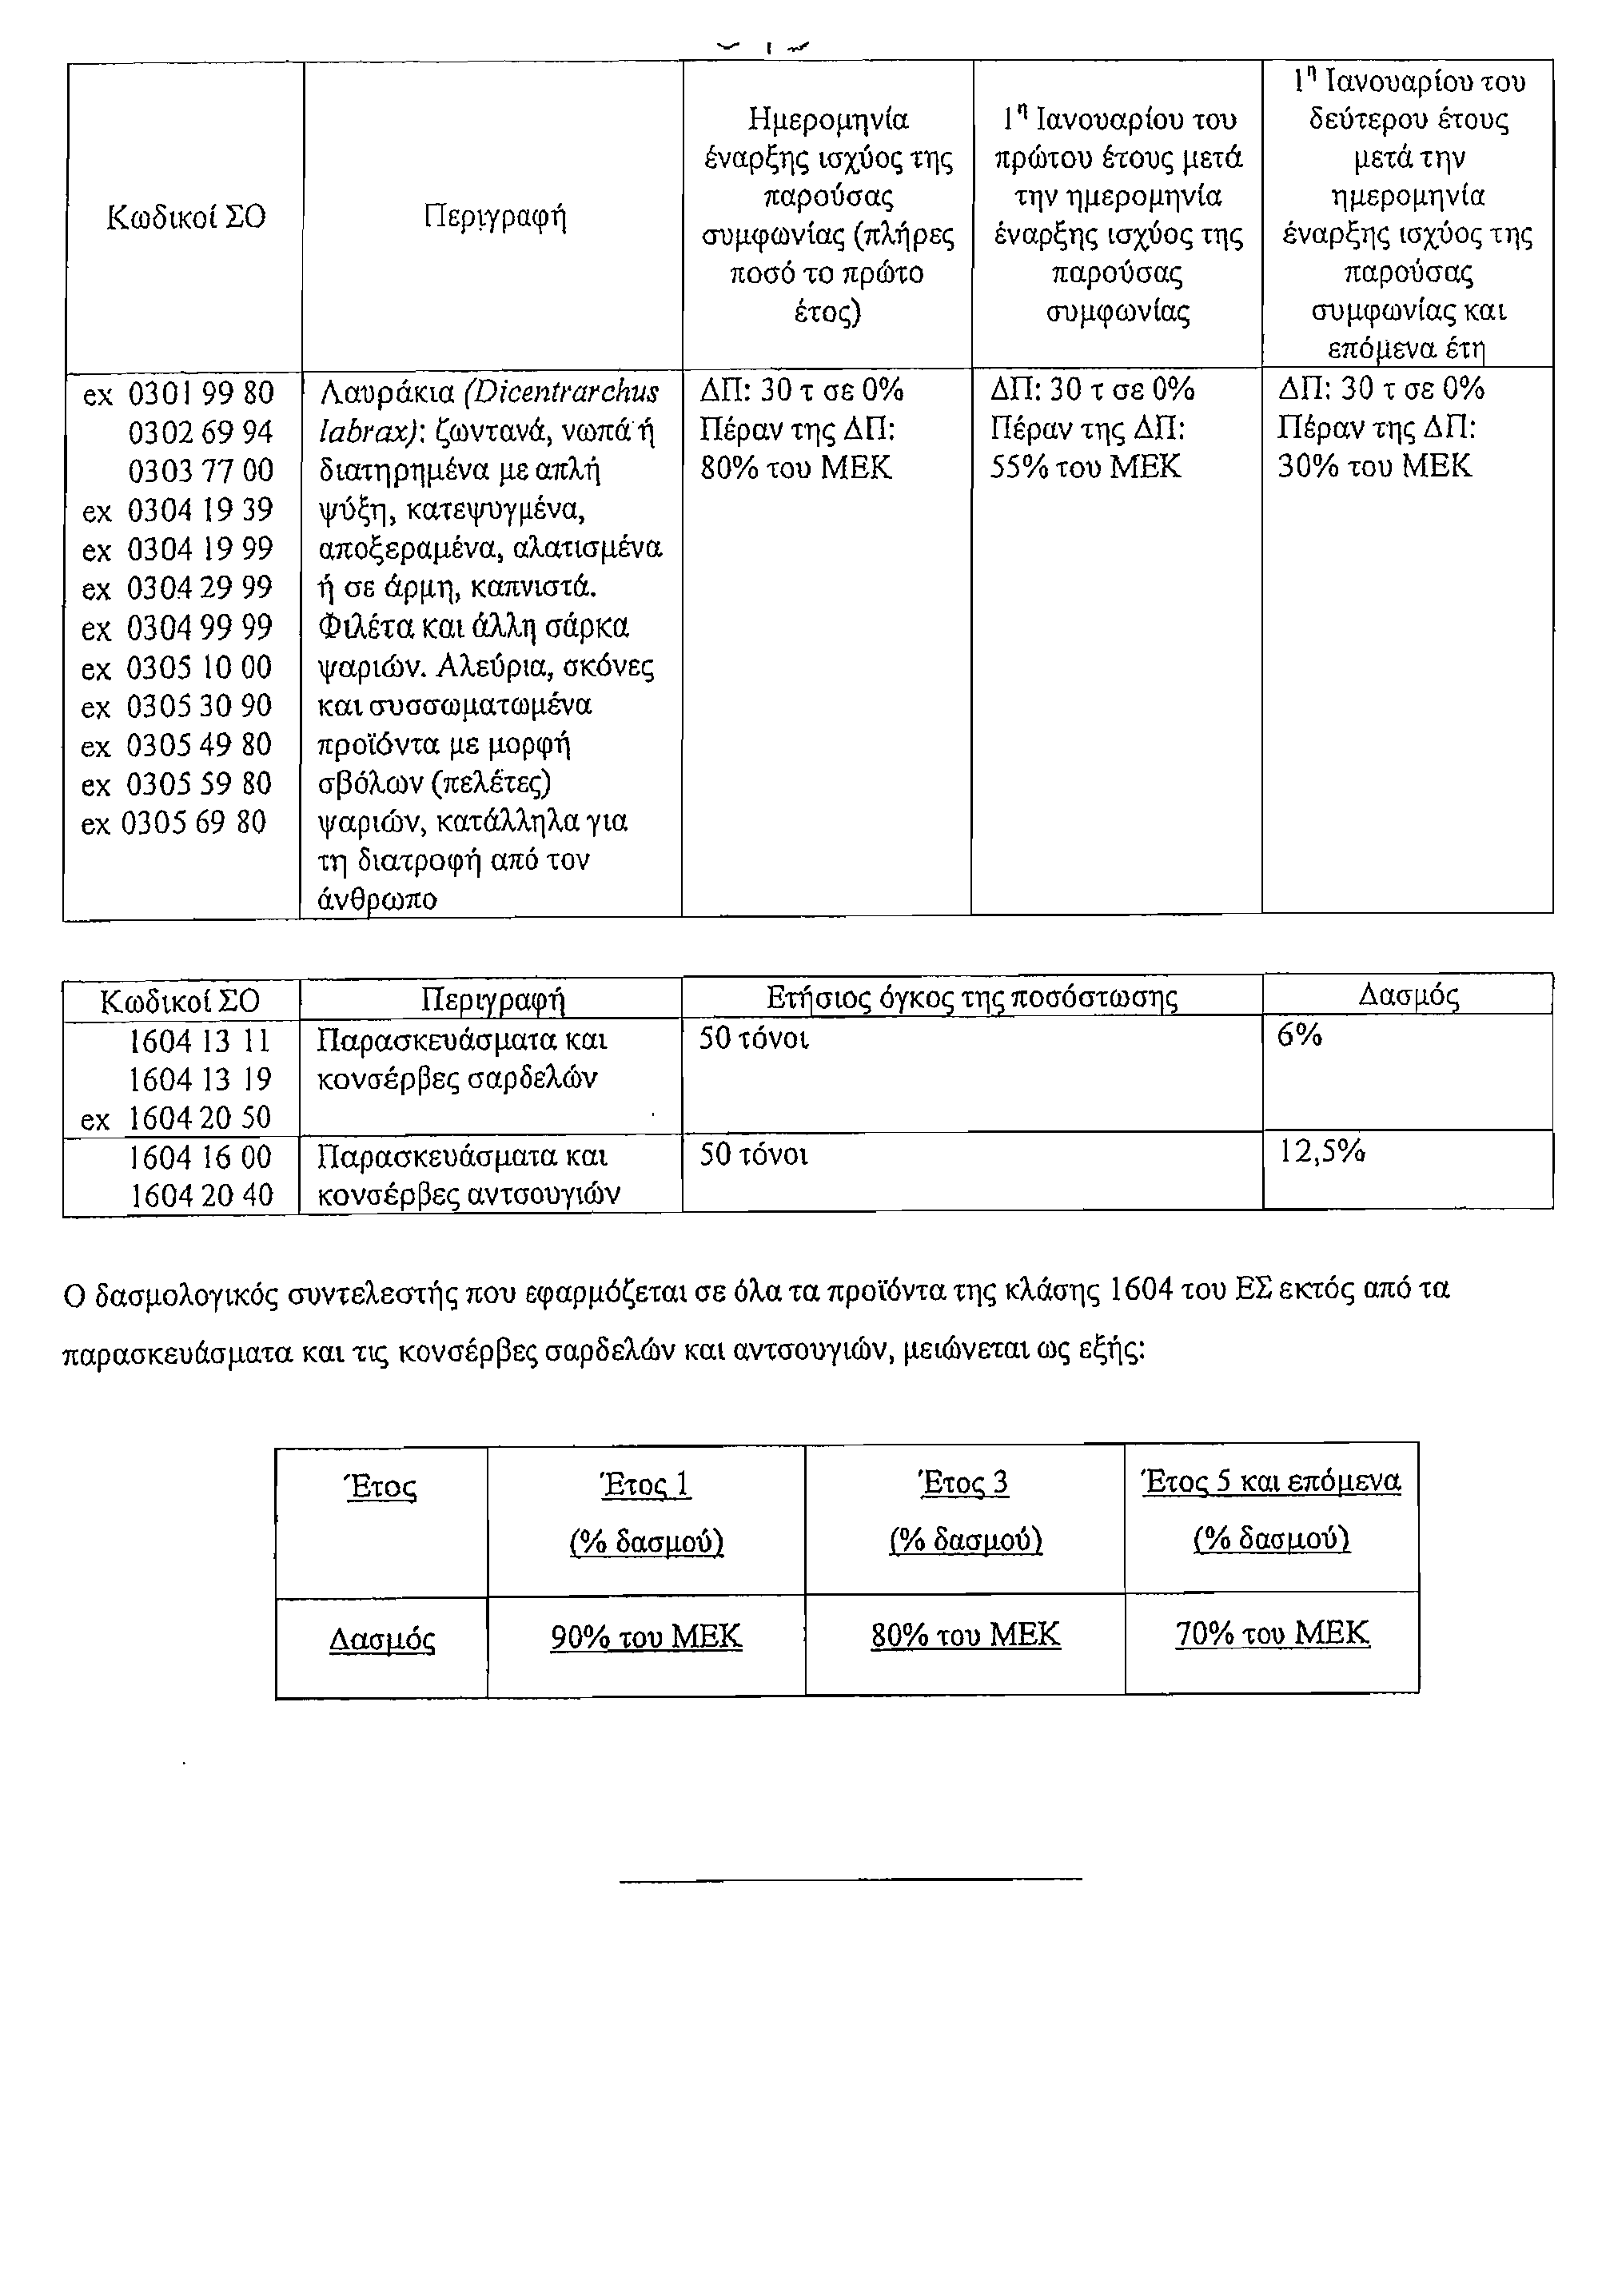 Κωδικοί ΣΟ
Περιγραφή
Ημερομηνία
έναρξης ισχύος της
παρούσας
συμφωνίας (πλήρες
ποσό το πρώτο
έτος)
1η Ιανουαρίου του
πρώτου έτους μετά
την ημερομηνία
έναρξης ισχύος της
παρούσας
συμφωνίας
1η Ιανουαρίου του
δεύτερου έτους
μετά την
ημερομηνία
έναρξης ισχύος της
παρούσας
συμφωνίας και
επόμενα έτη
ex 0301 99 80
0302 69 94
0303 77 00
ex 0304 19 39
ex 0304 19 99
ex 0304 29 99
ex 0304 99 99
ex 0305 10 00
ex 0305 30 90
ex 0305 49 80
ex 0305 59 80
ex 0305 69 80
Λαυράκια (Dicentrarchus
labrax): ζωντανά, νωπά ή
διατηρημένα με απλή
ψύξη, κατεψυγμένα,
αποξεραμένα, αλατισμένα
ή σε άρμη, καπνιστά.
Φιλέτα και άλλη σάρκα
ψαριών. Αλεύρια, σκόνες
και συσσωματωμένα
προϊόντα με μορφή
σβόλων (πελέτες)
ψαριών, κατάλληλα για
τη διατροφή από τον
άνθρωπο
ΔΠ: 30 τ σε 0%
Πέραν της ΔΠ:
80% του ΜΕΚ
ΔΠ: 30 τ σε 0%
Πέραν της ΔΠ:
55% του ΜΕΚ
ΔΠ: 30 τ σε 0%
Πέραν της ΔΠ:
30% του ΜΕΚ
Κωδικοί ΣΟ
Περιγραφή
Ετήσιος όγκος της ποσόστωσης
Δασμός
1604 13 11
1604 13 19
ex 1604 20 50
Παρασκευάσματα και
κονσέρβες σαρδελών
50 τόνοι
6%
1604 16 00
1604 20 40
Παρασκευάσματα και
κονσέρβες αντσουγιών
50 τόνοι
12,5%
Ο δασμολογικός συντελεστής που εφαρμόζεται σε όλα τα προϊόντα της κλάσης 1604 του ΕΣ εκτός από τα
παρασκευάσματα και τις κονσέρβες σαρδελών και αντσουγιών, μειώνεται ως εξής:
Έτος
Έτος 1
(% δασμού)
Έτος 3
(% δασμού)
Έτος 5 και επόμενα
(% δασμού)
Δασμός
90% του ΜΕΚ
80% του ΜΕΚ
70% του ΜΕΚ